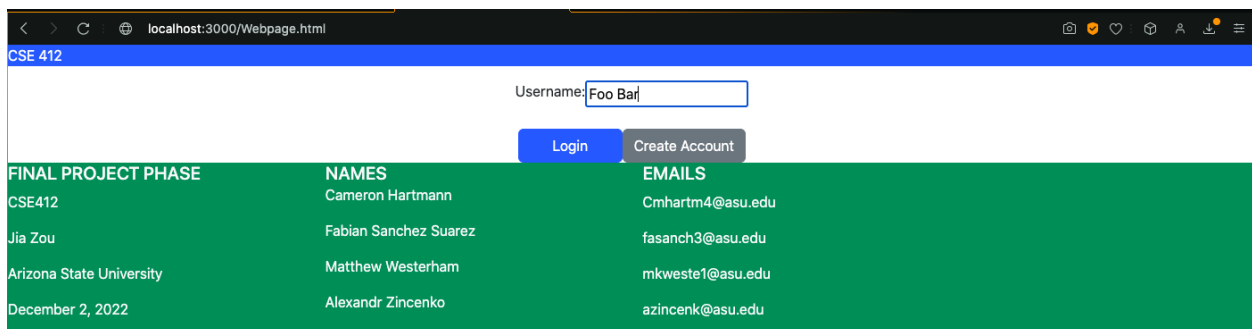 localhost:3000/Webpage.html
CSE 412
Username: Foo Bar
Login Create Account
FINAL PROJECT PHASE
CSE412
Jia Zou
Arizona State University
December 2, 2022
NAMES
Cameron Hartmann
Fabian Sanchez Suarez
Matthew Westerham
Alexandr Zincenko
EMAILS
Cmhartm4@asu.edu
fasanch3@asu.edu
mkweste1@asu.edu
azincenk@asu.edu